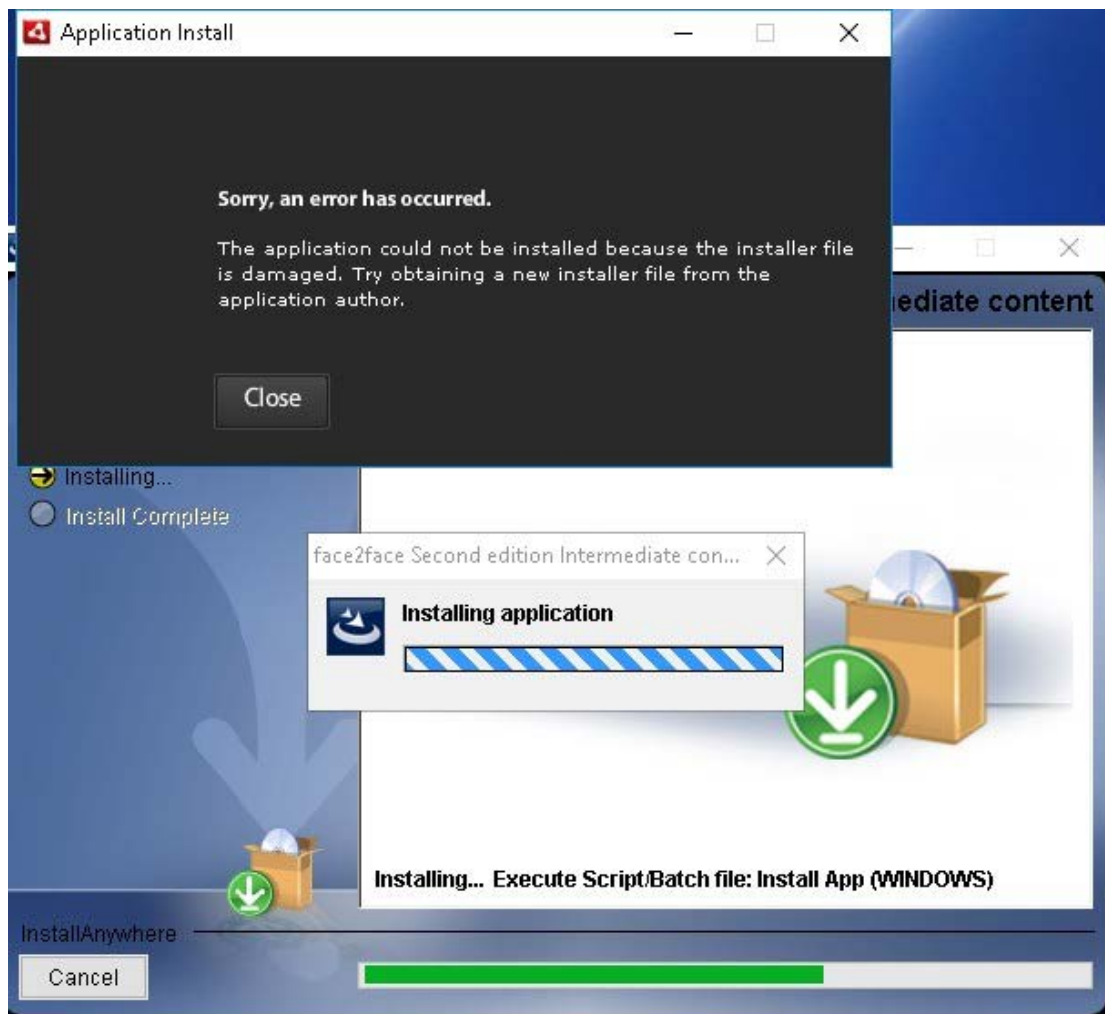 Application Install
Sorry, an error has occurred.
The application could not be installed because the installer file
is damaged. Try obtaining a new installer file from the
application author.
Close
ediate content
Installing...
Install Complete
face2face Second edition Intermediate con...
Installing application
Installing... Execute Script/Batch file: Install App (WINDOWS)
InstallAnywhere
Cancel